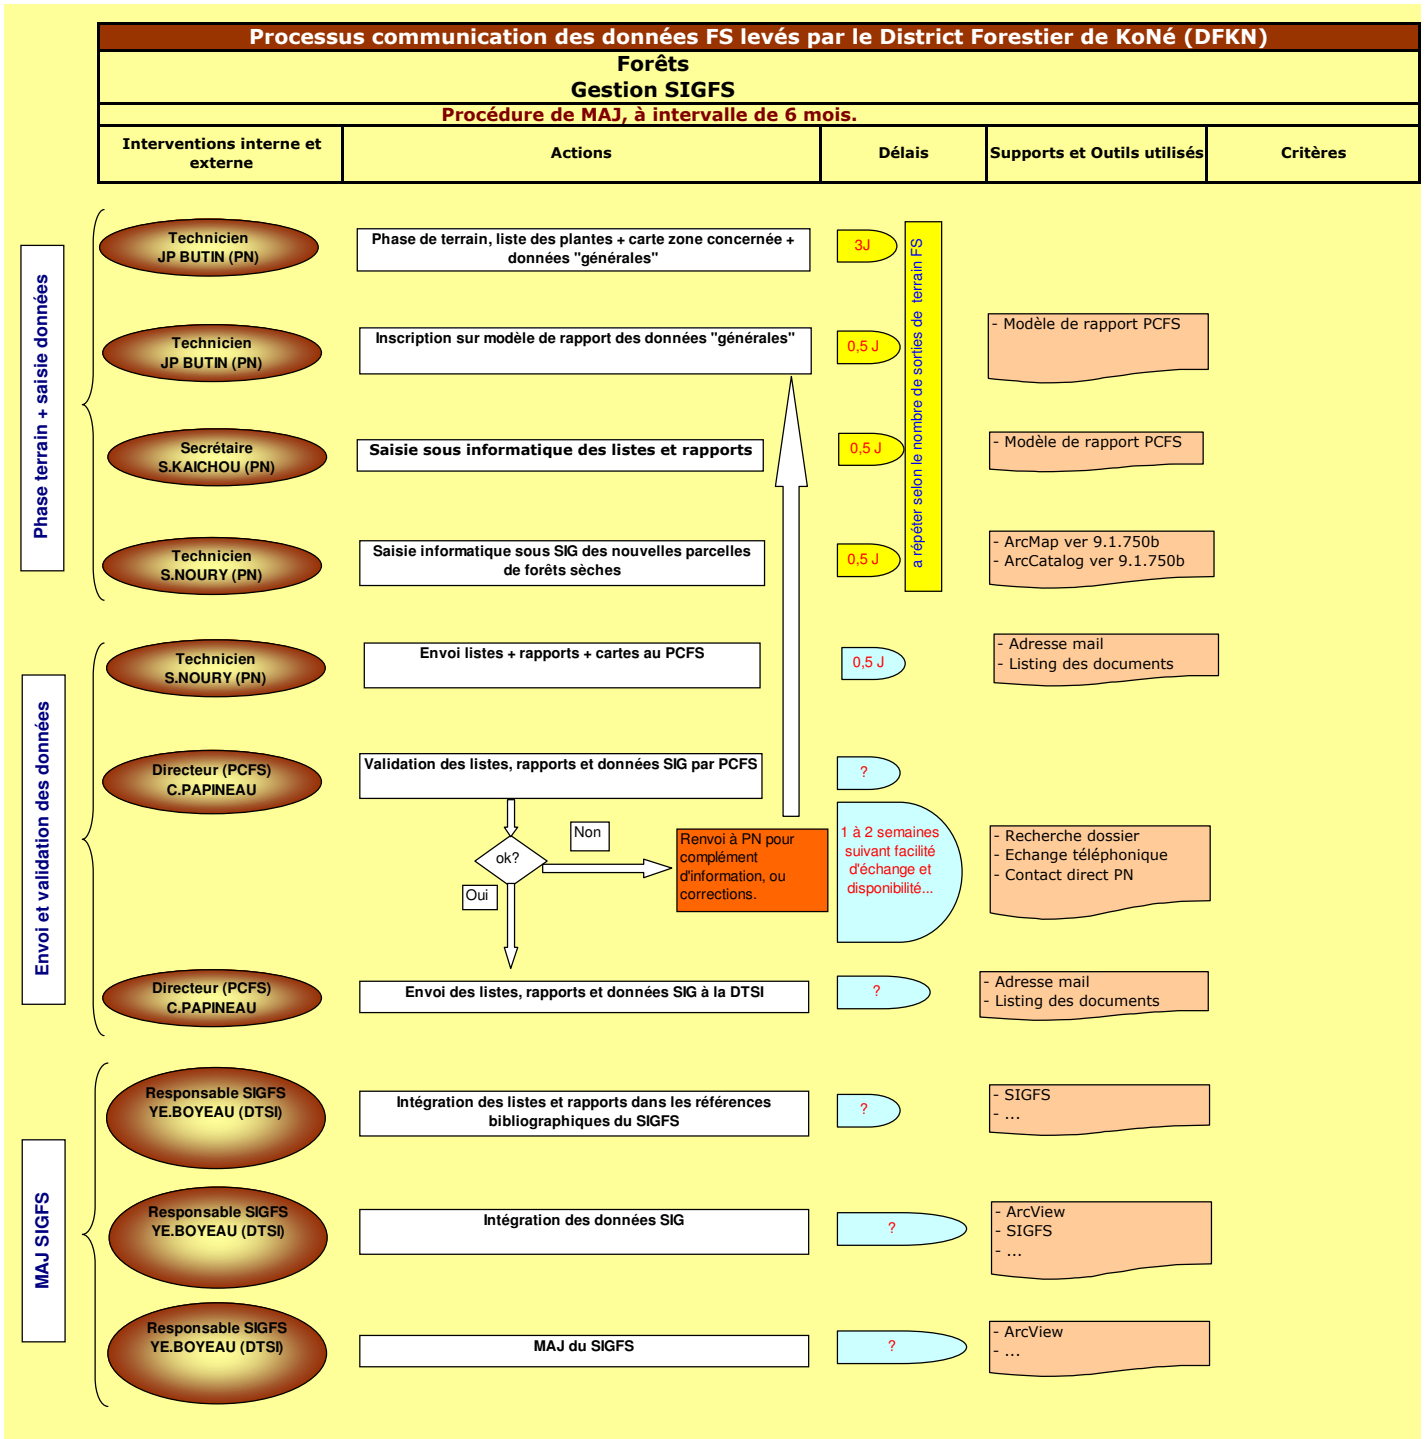 Processus communication des données FS levés par le District Forestier de KoNé (DFKN)
Forêts
Gestion SIGFS
Procédure de MAJ, à intervalle de 6 mois.
Interventions interne et
externe
Actions
Délais
Supports et Outils utilisés
Critères
Phase terrain + saisie données
Technicien
JP BUTIN (PN)
Phase de terrain, liste des plantes + carte zone concernée +
données "générales"
3J
a répéter selon le nombre de sorties de terrain FS
Technicien
JP BUTIN (PN)
Inscription sur modèle de rapport des données "générales"
0,5 J
- Modèle de rapport PCFS
Secrétaire
S.KAICHOU (PN)
Saisie sous informatique des listes et rapports
0,5 J
- Modèle de rapport PCFS
Technicien
S.NOURY (PN)
Saisie informatique sous SIG des nouvelles parcelles
de forêts sèches
0,5 J
- ArcMap ver 9.1.750b
- ArcCatalog ver 9.1.750b
Envoi et validation des données
Technicien
S.NOURY (PN)
Envoi listes + rapports + cartes au PCFS
0,5 J
- Adresse mail
- Listing des documents
Directeur (PCFS)
C.PAPINEAU
Validation des listes, rapports et données SIG par PCFS
?
ok?
Non
Oui
Renvoi à PN pour
complément
d'information, ou
corrections.
1 à 2 semaines
suivant facilité
d'échange et
disponibilité...
- Recherche dossier
- Echange téléphonique
- Contact direct PN
Directeur (PCFS)
C.PAPINEAU
Envoi des listes, rapports et données SIG à la DTSI
?
- Adresse mail
- Listing des documents
MAJ SIGFS
Responsable SIGFS
YE.BOYEAU (DTSI)
Intégration des listes et rapports dans les références
bibliographiques du SIGFS
?
- SIGFS
- ...
Responsable SIGFS
YE.BOYEAU (DTSI)
Intégration des données SIG
?
- ArcView
- SIGFS
- ...
Responsable SIGFS
YE.BOYEAU (DTSI)
MAJ du SIGFS
?
- ArcView
- ...